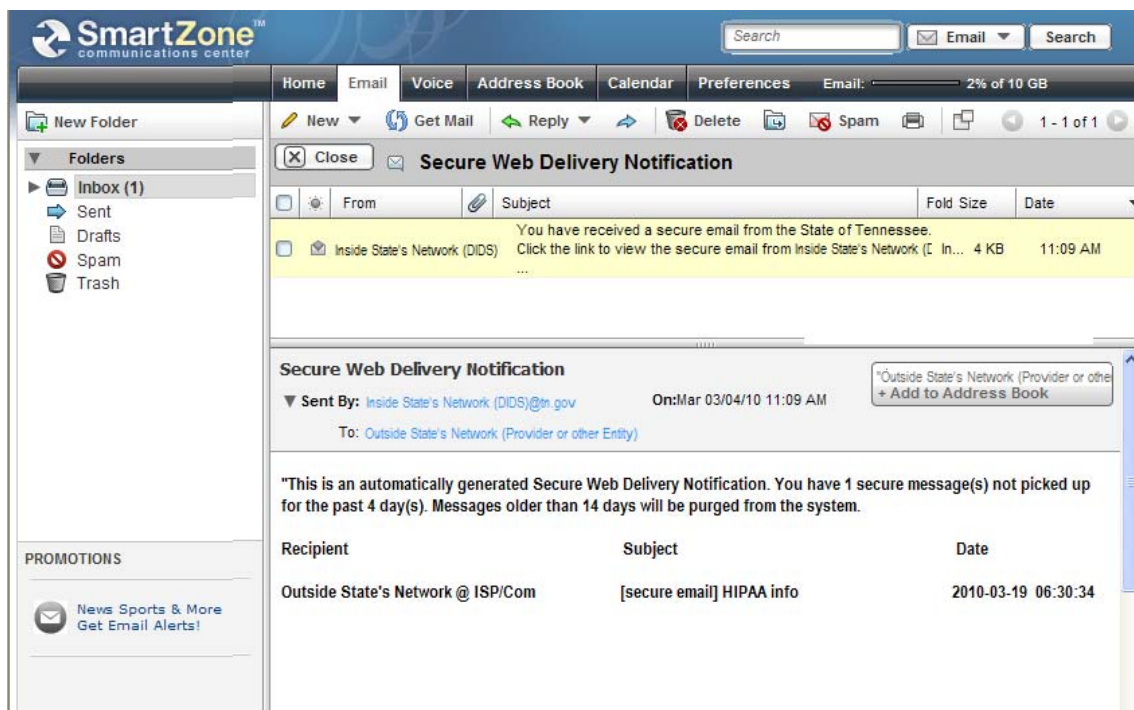 SmartZone™
communications center
Search Email Search
Home Email Voice Address Book Calendar Preferences Email: 2% of 10 GB
New Folder
New Get Mail Reply Delete Spam 1 - 1 of 1
Folders
X Close Secure Web Delivery Notification
Inbox (1)
Sent
Drafts
Spam
Trash
From Subject Fold Size Date
You have received a secure email from the State of Tennessee.
Inside State's Network (DIDS) Click the link to view the secure email from Inside State's Network (D In... 4 KB 11:09 AM
...
Secure Web Delivery Notification
"Outside State's Network (Provider or othe
+ Add to Address Book
Sent By: Inside State's Network (DIDS)@tn.gov On:Mar 03/04/10 11:09 AM
To: Outside State's Network (Provider or other Entity)
"This is an automatically generated Secure Web Delivery Notification. You have 1 secure message(s) not picked up
for the past 4 day(s). Messages older than 14 days will be purged from the system.
Recipient Subject Date
Outside State's Network @ ISP/Com [secure email] HIPAA info 2010-03-19 06:30:34
PROMOTIONS
News Sports & More
Get Email Alerts!